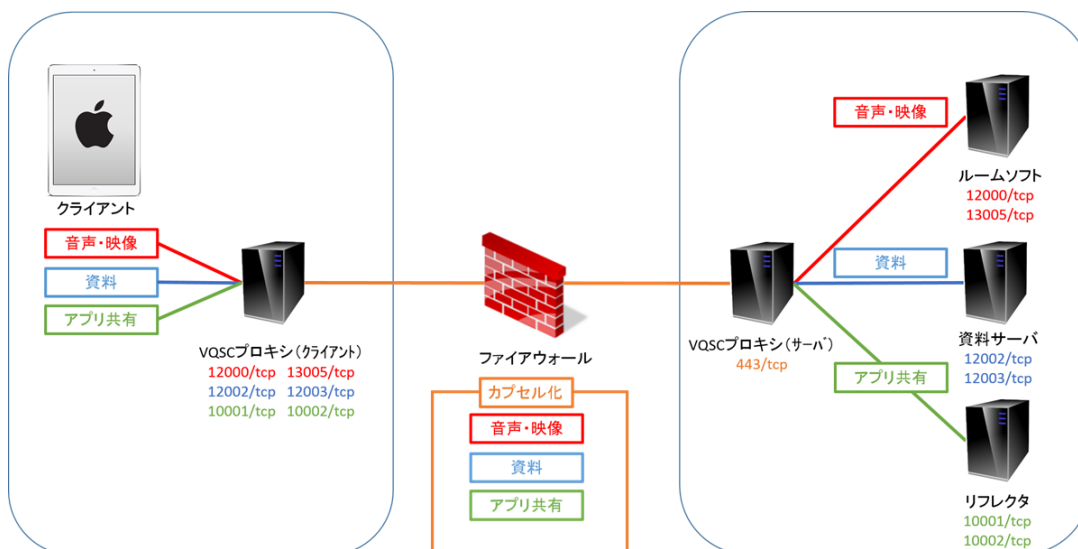 クライアント
音声・映像
資料
アプリ共有
VQSCプロキシ(クライアント)
12000/tcp 13005/tcp
12002/tcp 12003/tcp
10001/tcp 10002/tcp
ファイアウォール
カプセル化
音声・映像
資料
アプリ共有
VQSCプロキシ(サーバ)
443/tcp
音声・映像
資料
アプリ共有
ルームソフト
12000/tcp
13005/tcp
資料サーバ
12002/tcp
12003/tcp
リフレクタ
10001/tcp
10002/tcp